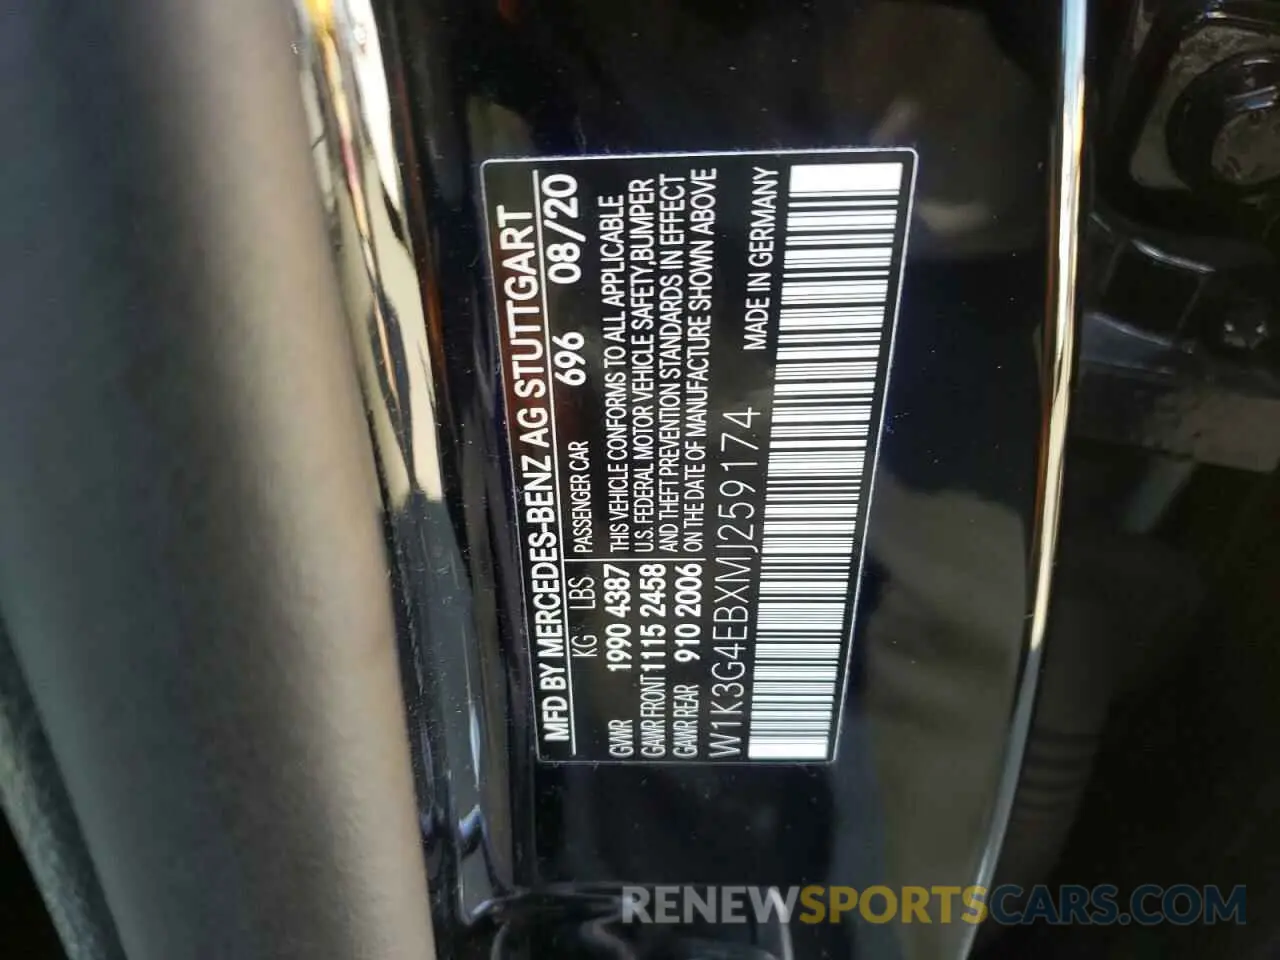 MFD BY MERCEDES-BENZ AG STUTTGART
KG LBS PASSENGER CAR 696 08/20
GVWR 1990 4387 THIS VEHICLE CONFORMS TO ALL APPLICABLE
GAWR FRONT 1115 2458 U.S. FEDERAL MOTOR VEHICLE SAFETY,BUMPER
GAWR REAR 910 2006 AND THEFT PREVENTION STANDARDS IN EFFECT
ON THE DATE OF MANUFACTURE SHOWN ABOVE
W1K3G4EBXMJ259174 MADE IN GERMANY
RENEWSPORTSCARS.COM